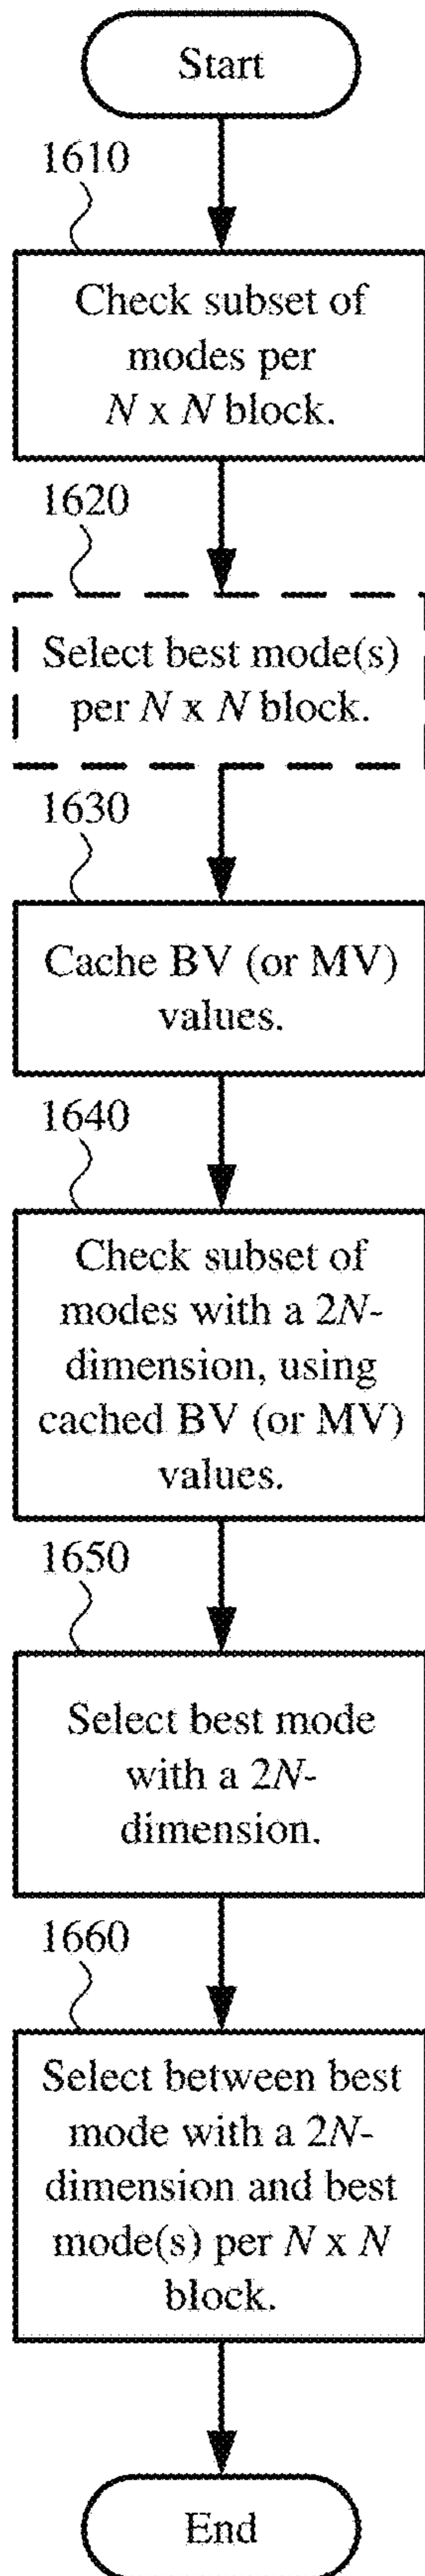 Start
1610
Check subset of
modes per
N x N block.
1620
Select best mode(s)
per N x N block.
1630
Cache BV (or MV)
values.
1640
Check subset of
modes with a 2N-
dimension, using
cached BV (or MV)
values.
1650
Select best mode
with a 2N-
dimension.
1660
Select between best
mode with a 2N-
dimension and best
mode(s) per N x N
block.
End